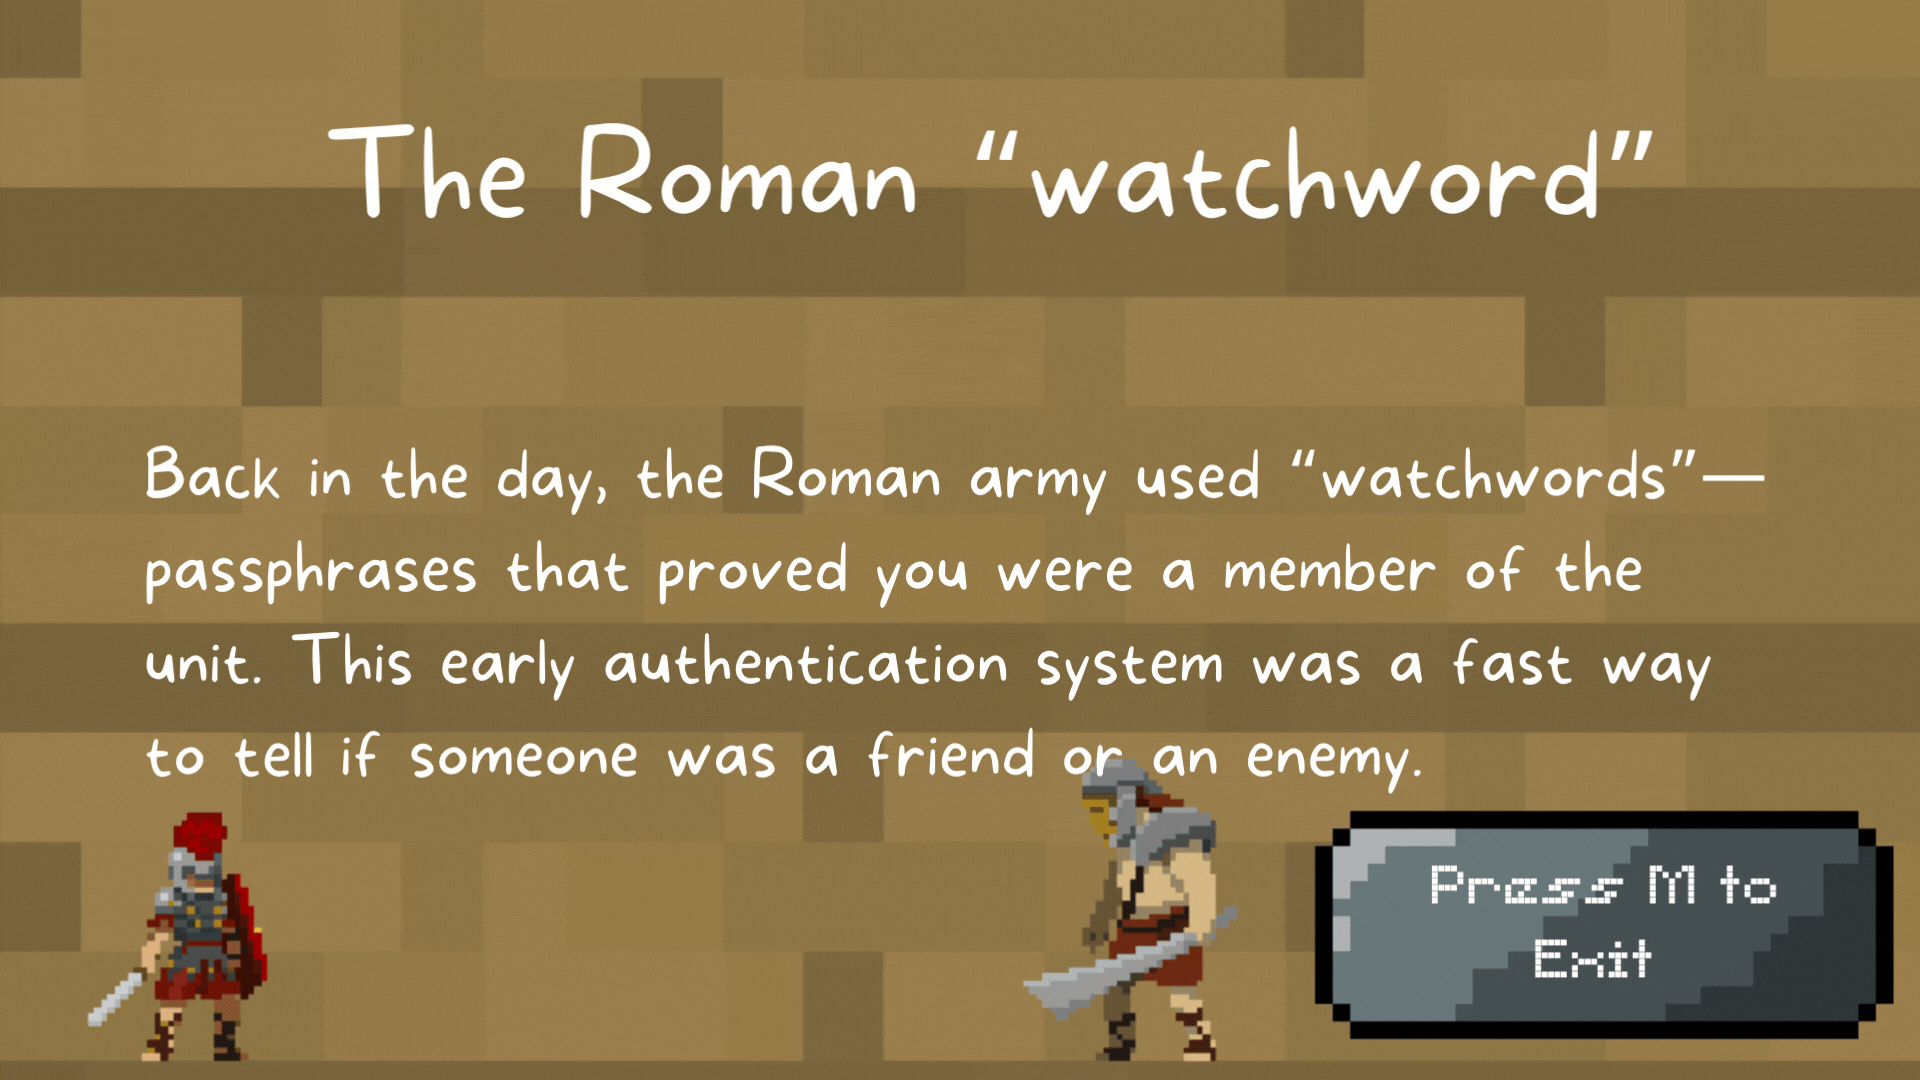 The Roman “watchword”
Back in the day, the Roman army used “watchwords”—
passphrases that proved you were a member of the
unit. This early authentication system was a fast way
to tell if someone was a friend or an enemy.
Press M to
Exit